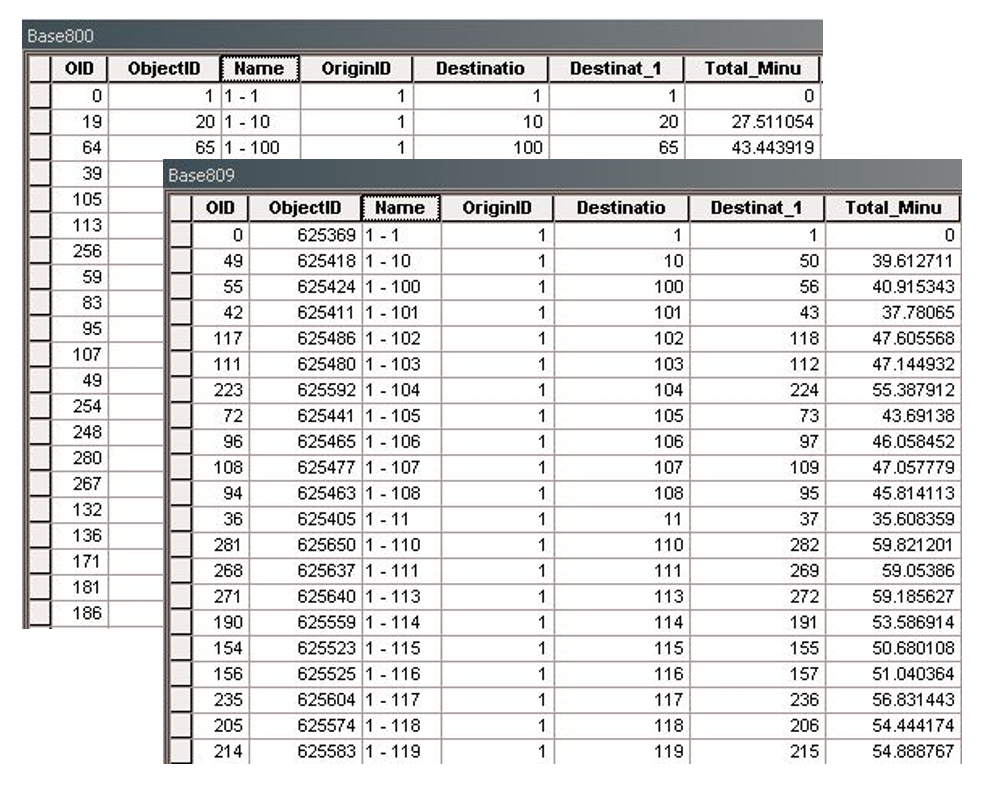 Base800
OID ObjectID Name OriginID Destinatio Destinat_1 Total_Minu
0 1 1 - 1 1 1 1 0
19 20 1 - 10 1 10 20 27.511054
64 65 1 - 100 1 100 65 43.443919
39
105
113
256
59
83
95
107
49
254
248
280
267
132
136
171
181
186
Base809
OID ObjectID Name OriginID Destinatio Destinat_1 Total_Minu
0 625369 1 - 1 1 1 1 0
49 625418 1 - 10 1 10 50 39.612711
55 625424 1 - 100 1 100 56 40.915343
42 625411 1 - 101 1 101 43 37.78065
117 625486 1 - 102 1 102 118 47.605568
111 625480 1 - 103 1 103 112 47.144932
223 625592 1 - 104 1 104 224 55.387912
72 625441 1 - 105 1 105 73 43.69138
96 625465 1 - 106 1 106 97 46.058452
108 625477 1 - 107 1 107 109 47.057779
94 625463 1 - 108 1 108 95 45.814113
36 625405 1 - 11 1 11 37 35.608359
281 625650 1 - 110 1 110 282 59.821201
268 625637 1 - 111 1 111 269 59.05386
271 625640 1 - 113 1 113 272 59.185627
190 625559 1 - 114 1 114 191 53.586914
154 625523 1 - 115 1 115 155 50.680108
156 625525 1 - 116 1 116 157 51.040364
235 625604 1 - 117 1 117 236 56.831443
205 625574 1 - 118 1 118 206 54.444174
214 625583 1 - 119 1 119 215 54.888767